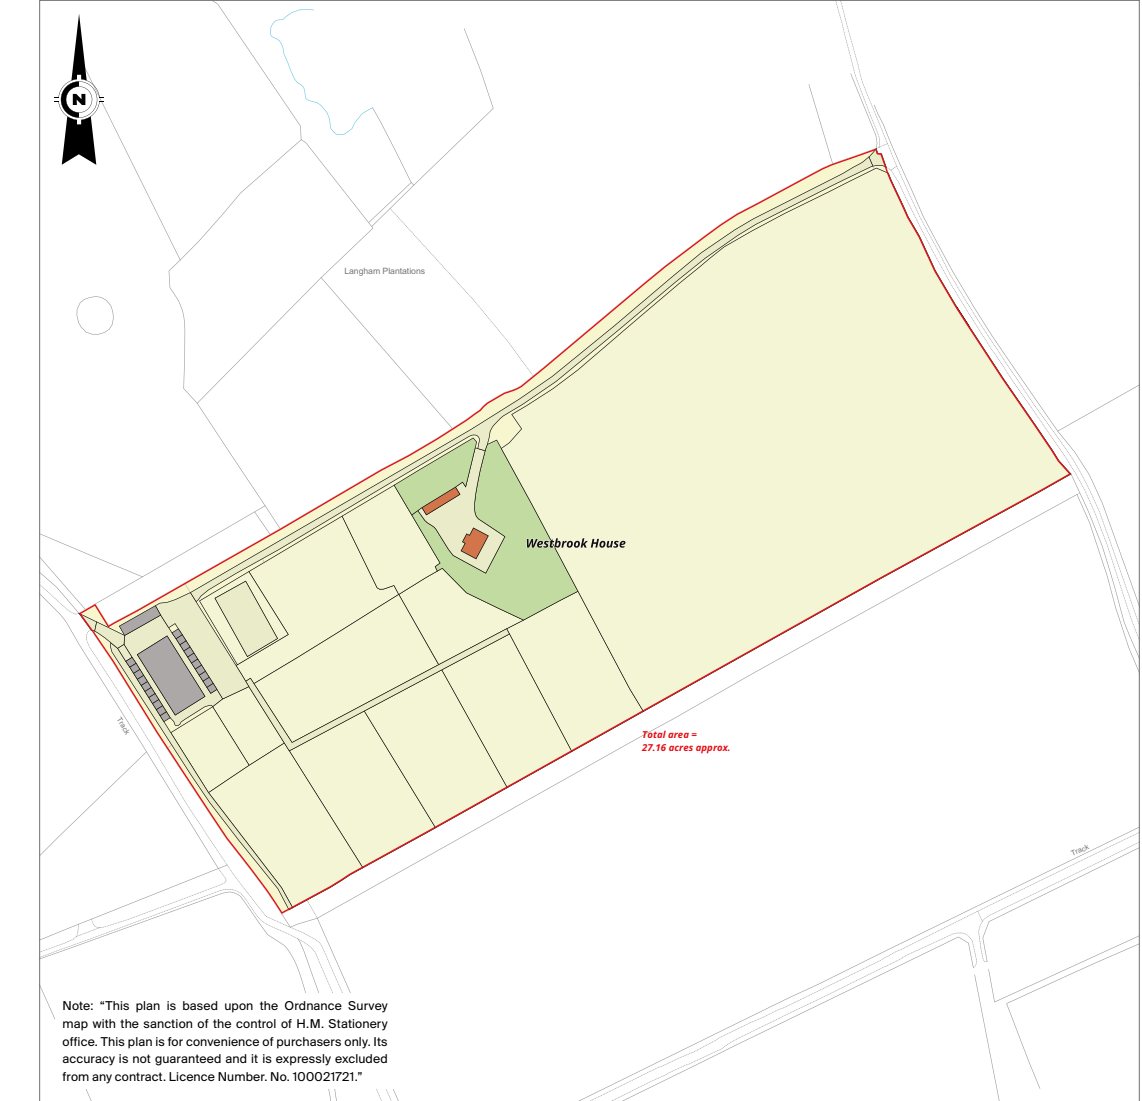 N
Langham Plantations
Westbrook House
Track
Total area =
27.16 acres approx.
Track
Note: “This plan is based upon the Ordnance Survey
map with the sanction of the control of H.M. Stationery
office. This plan is for convenience of purchasers only. Its
accuracy is not guaranteed and it is expressly excluded
from any contract. Licence Number. No. 100021721.”